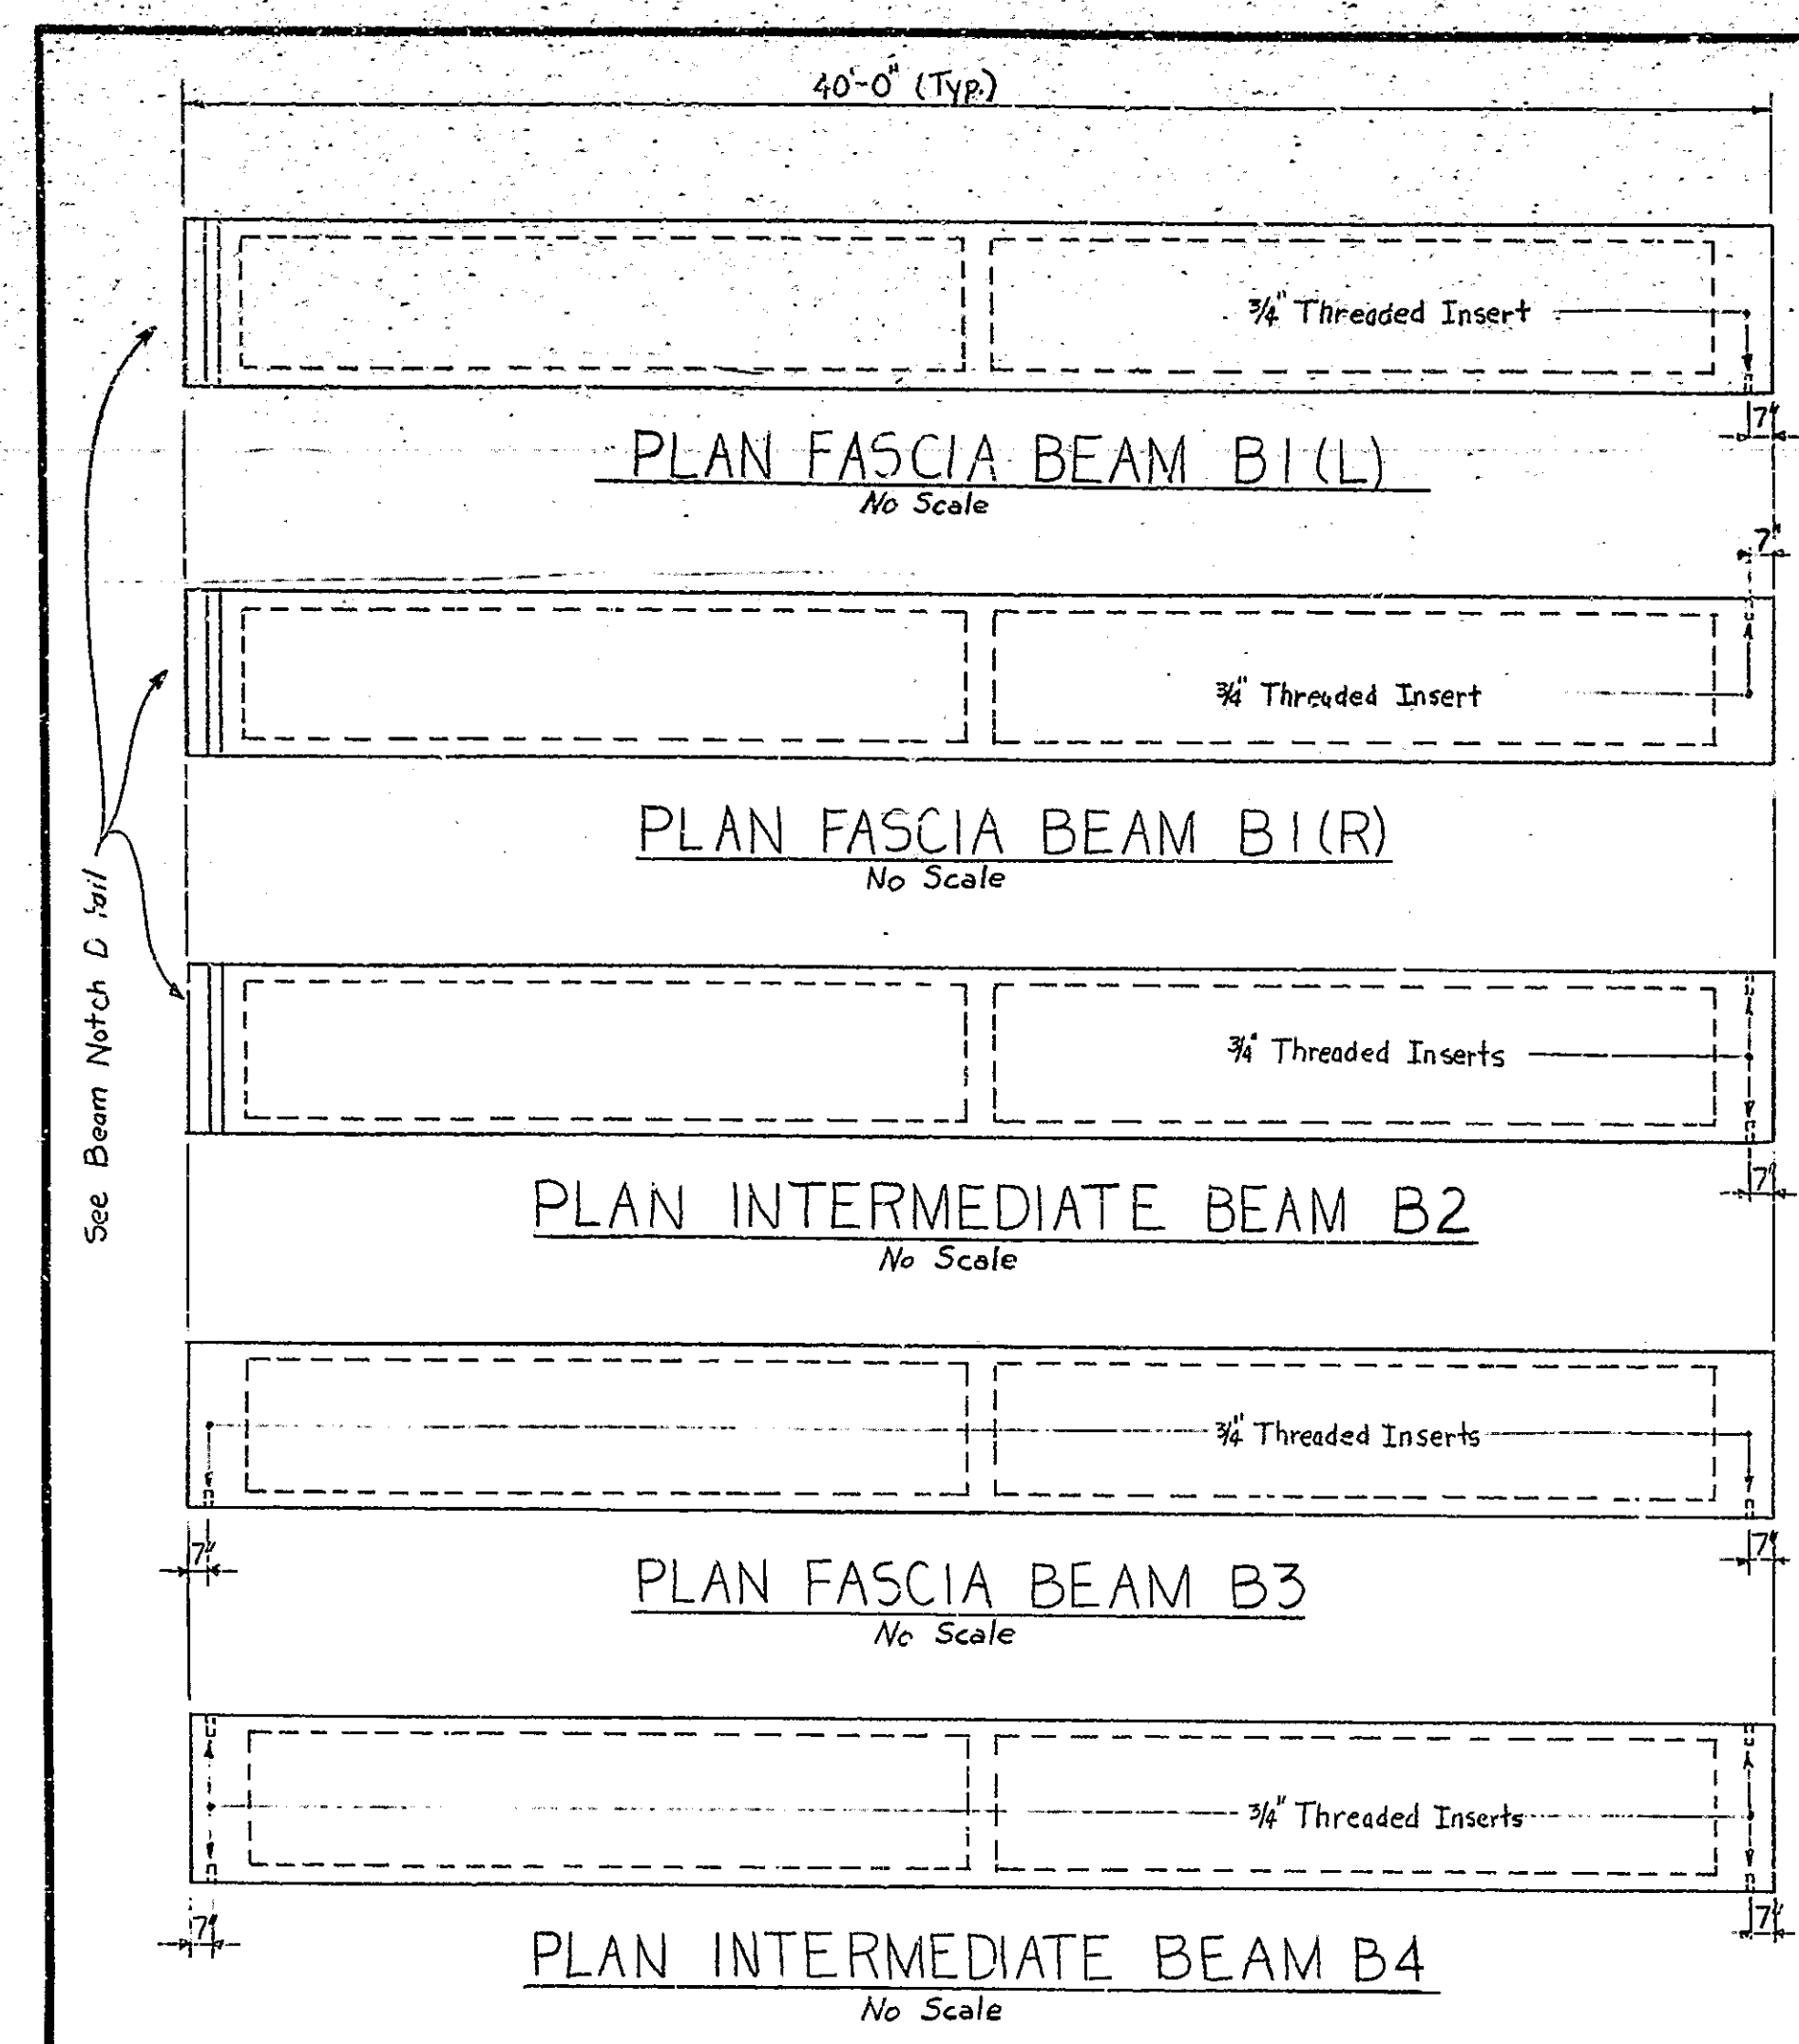 40'-0" (Typ.)
3/4" Threaded Insert
7"
PLAN FASCIA BEAM B1(L)
No Scale
7"
3/4" Threaded Insert
PLAN FASCIA BEAM B1(R)
No Scale
See Beam Notch
3/4" Threaded Inserts
7"
PLAN INTERMEDIATE BEAM B2
No Scale
3/4" Threaded Inserts
7" 7"
PLAN FASCIA BEAM B3
No Scale
3/4" Threaded Inserts
7" 7"
PLAN INTERMEDIATE BEAM B4
No Scale